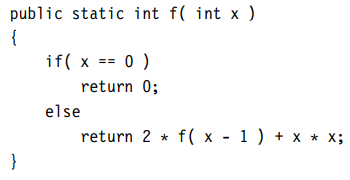 public static int f( int x )
{
    if( x == 0 )
        return 0;
    else
        return 2 * f( x - 1 ) + x * x;
}